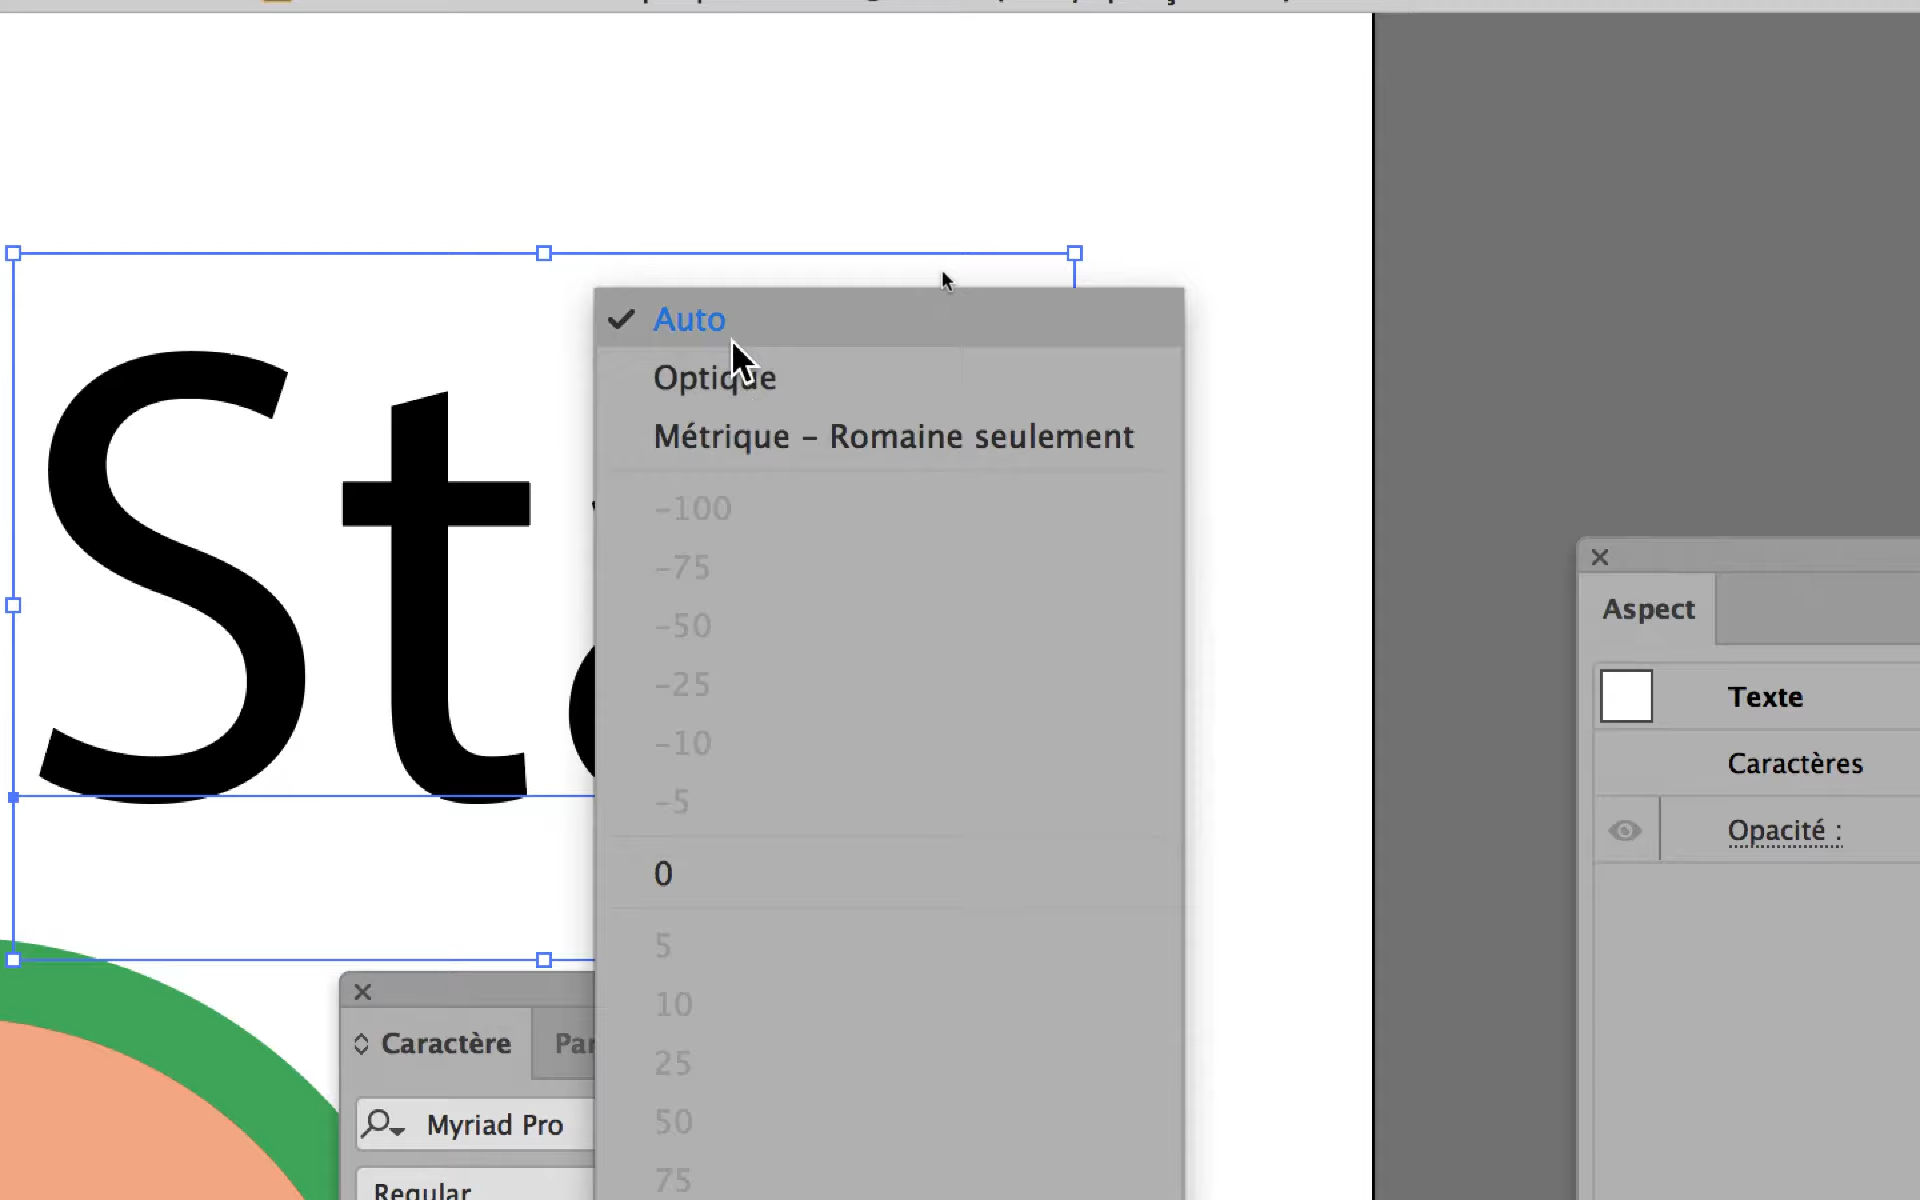 Auto
Optique
Métrique – Romaine seulement
-100
-75
-50
-25
-10
-5
0
5
10
25
50
75
St
Caractère
Myriad Pro
Regular
Aspect
Texte
Caractères
Opacité :